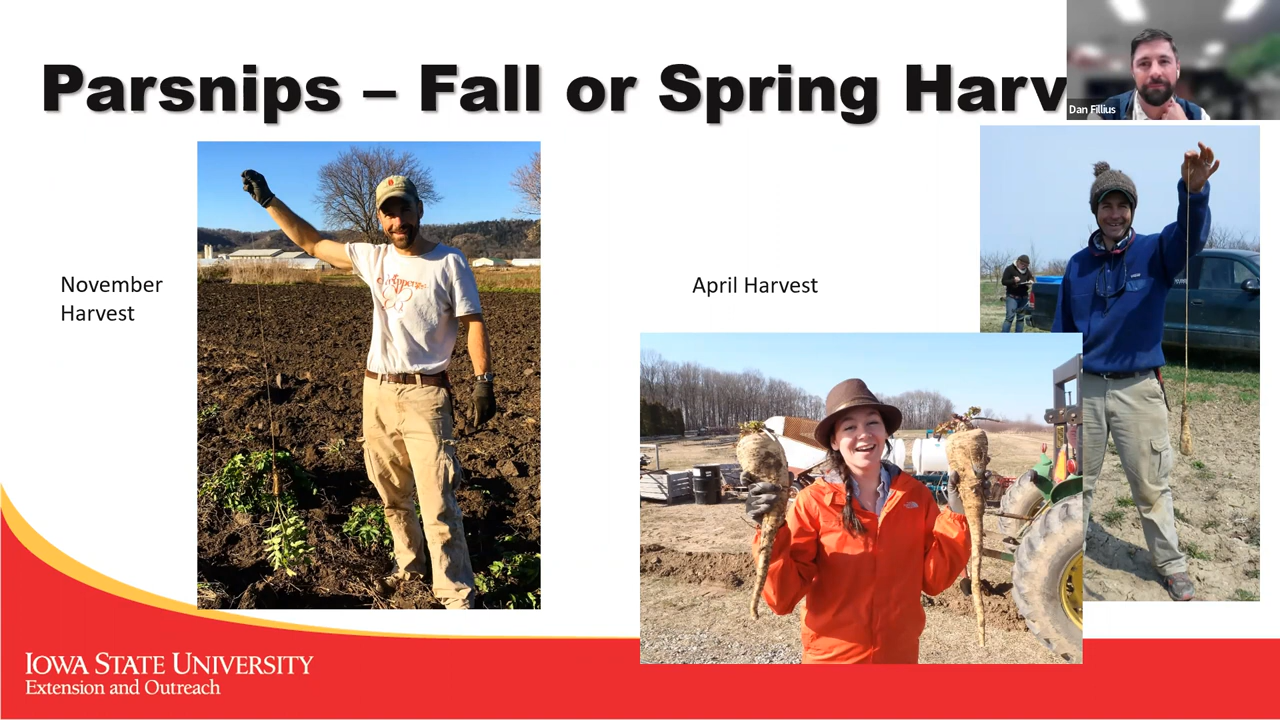 Parsnips – Fall or Spring Harv
Dan Fillius
November
Harvest
April Harvest
IOWA STATE UNIVERSITY
Extension and Outreach